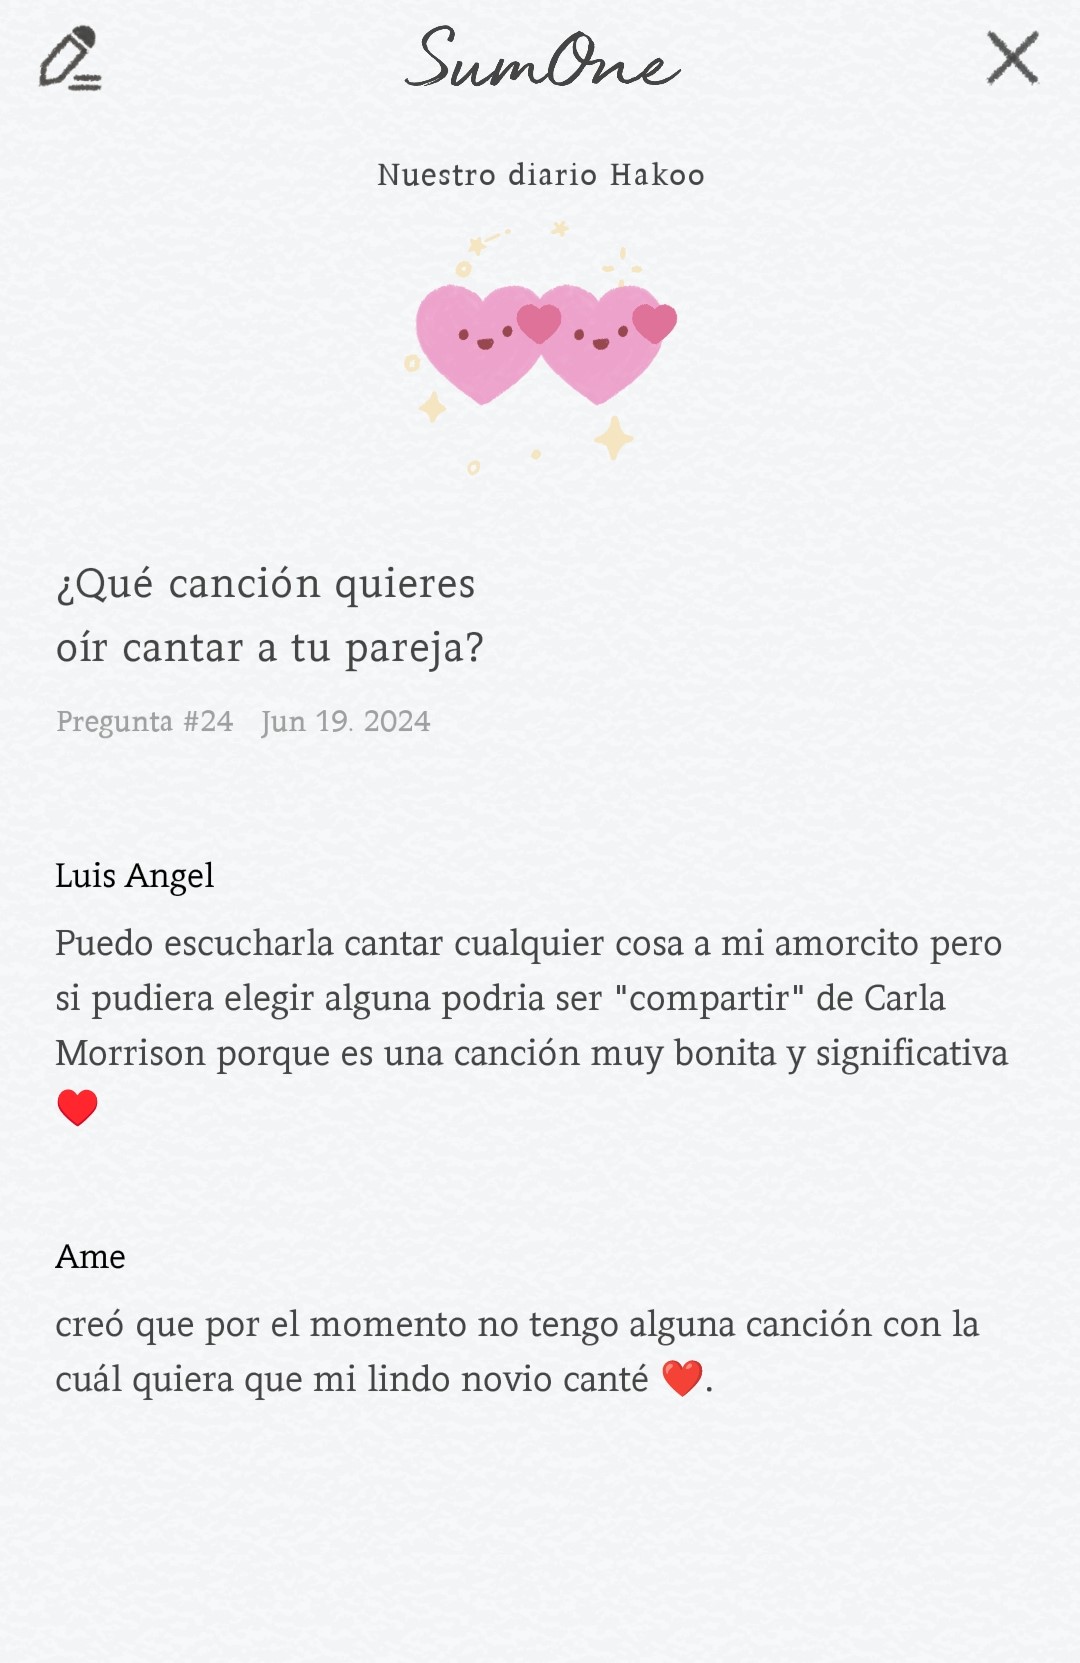 SumOne
Nuestro diario Hakoo
¿Qué canción quieres
oír cantar a tu pareja?
Pregunta #24 Jun 19. 2024
Luis Angel
Puedo escucharla cantar cualquier cosa a mi amorcito pero
si pudiera elegir alguna podria ser "compartir" de Carla
Morrison porque es una canción muy bonita y significativa
❤️
Ame
creó que por el momento no tengo alguna canción con la
cuál quiera que mi lindo novio canté ❤️.